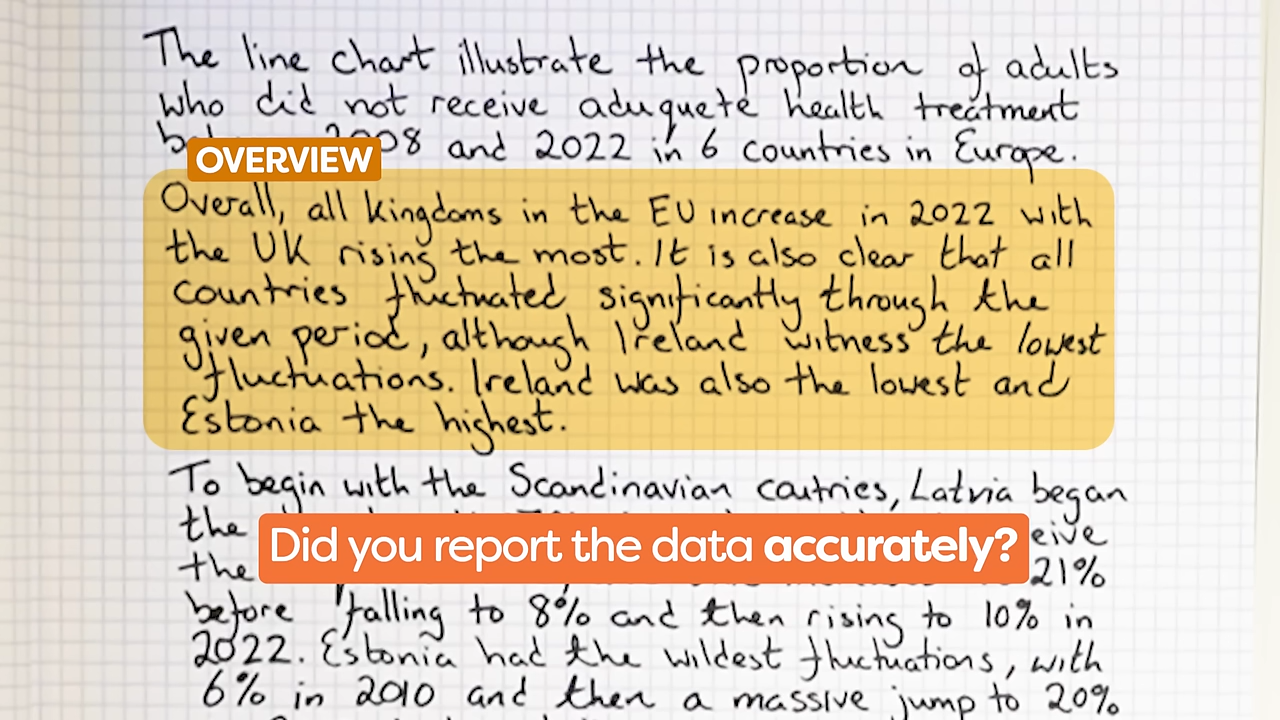 The line chart illustrate the proportion of adults
who did not receive aduquete health treatment
2008 and 2022 in 6 countries in Europe.
OVERVIEW
Overall, all kingdoms in the EU increase in 2022 with
the UK rising the most. It is also clear that all
countries fluctuated significantly through the
given period, although Ireland witness the lowest
fluctuations. Ireland was also the lowest and
Estonia the highest.
To begin with the Scandinavian coutries, Latvia began
the
Did you report the data accurately?
the 21%
before falling to 8% and then rising to 10% in
2022. Estonia had the wildest fluctuations, with
6% in 2010 and then a massive jump to 20%